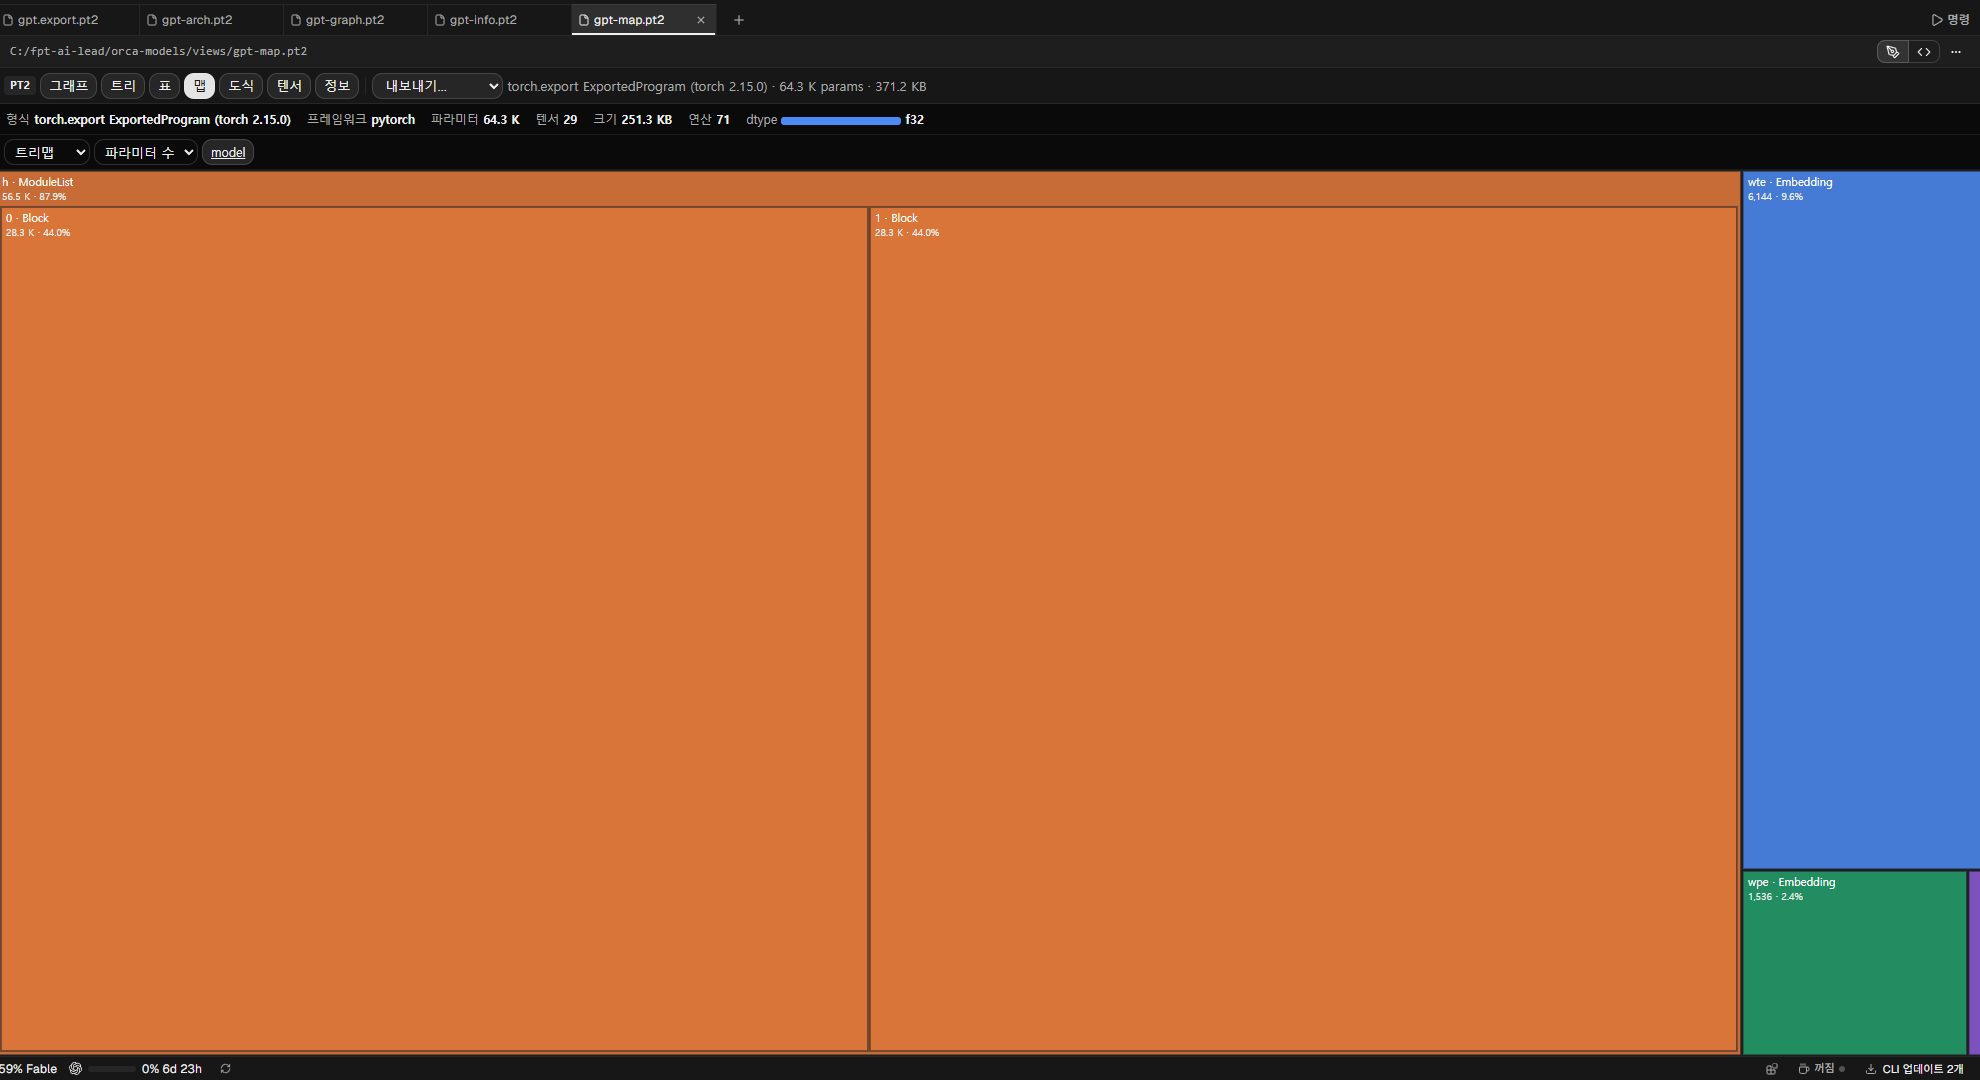 gpt.export.pt2 gpt-arch.pt2 gpt-graph.pt2 gpt-info.pt2 gpt-map.pt2 명령
C:/fpt-ai-lead/orca-models/views/gpt-map.pt2
PT2 그래프 트리 표 맵 도식 텐서 정보 내보내기... torch.export ExportedProgram (torch 2.15.0) · 64.3 K params · 371.2 KB
형식 torch.export ExportedProgram (torch 2.15.0) 프레임워크 pytorch 파라미터 64.3 K 텐서 29 크기 251.3 KB 연산 71 dtype f32
트리맵 파라미터 수 model
h · ModuleList
56.5 K · 87.9%
0 · Block
28.3 K · 44.0%
1 · Block
28.3 K · 44.0%
wte · Embedding
6,144 · 9.6%
wpe · Embedding
1,536 · 2.4%
59% Fable 0% 6d 23h 꺼짐 CLI 업데이트 2개